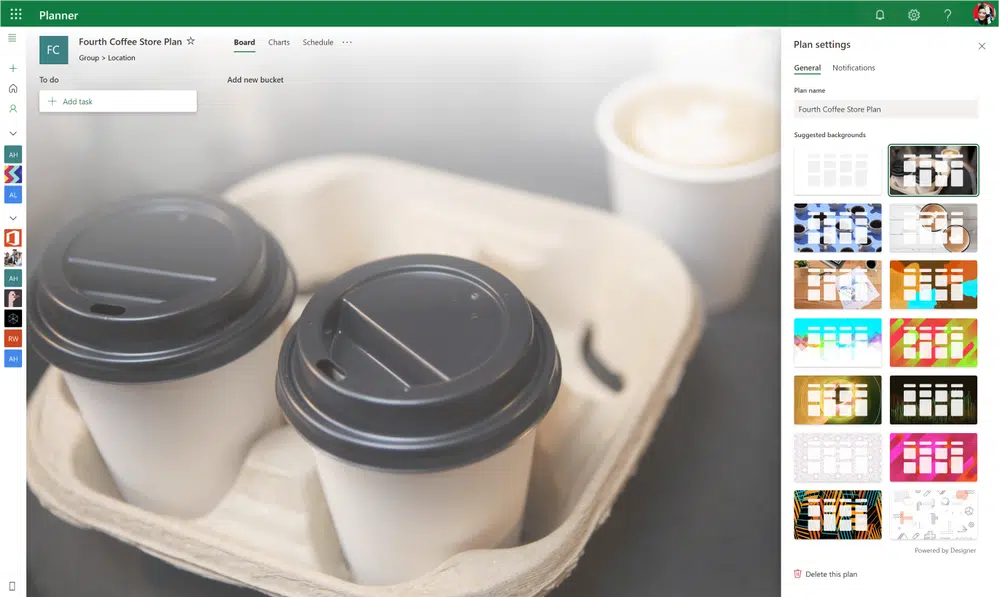 Planner
?
FC
Fourth Coffee Store Plan
Group > Location
Board
Charts
Schedule
To do
Add new bucket
+ Add task
AH
AL
AH
RW
AH
Plan settings
General
Notifications
Plan name
Fourth Coffee Store Plan
Suggested backgrounds
Powered by Designer
Delete this plan